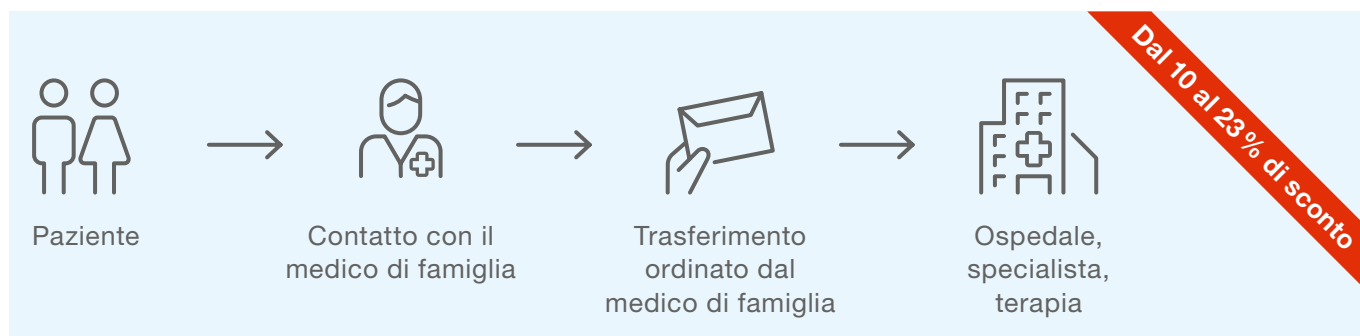 Dal 10 al 23% di sconto
Paziente
Contatto con il
medico di famiglia
Trasferimento
ordinato dal
medico di famiglia
Ospedale,
specialista,
terapia